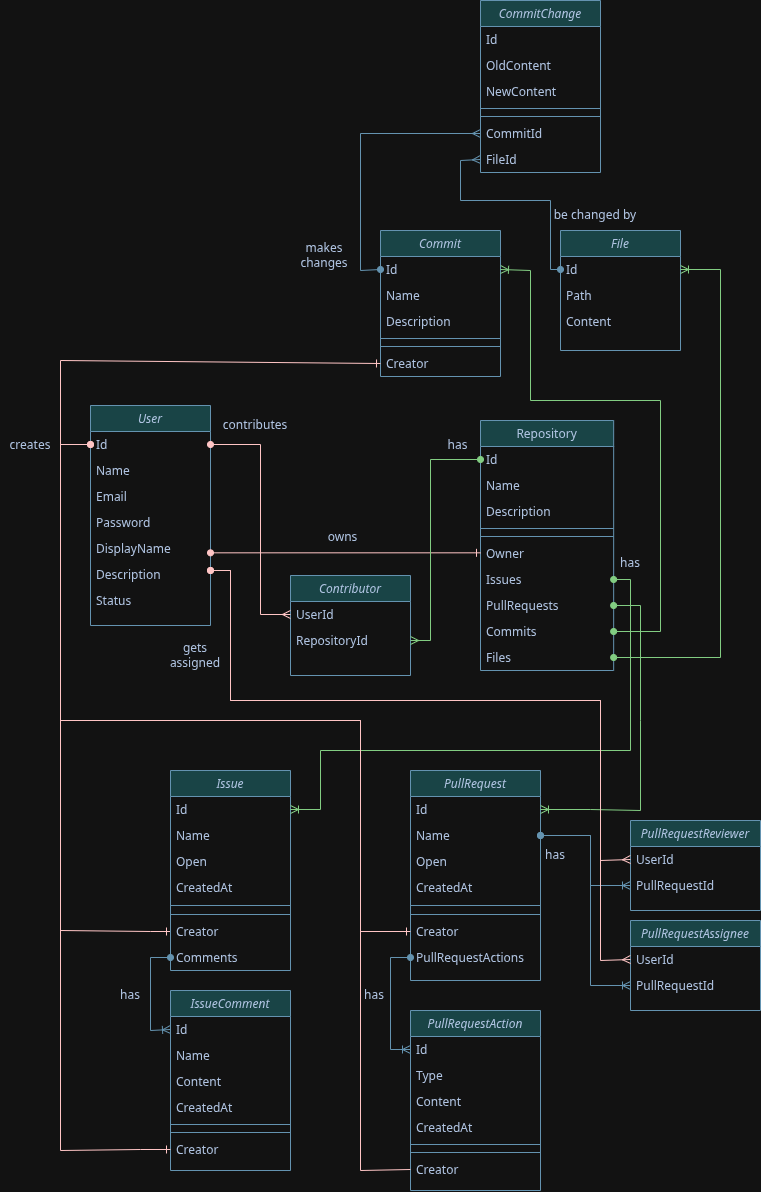 CommitChange
Id
OldContent
NewContent
CommitId
FileId
be changed by
makes
changes
Commit
Id
Name
Description
Creator
File
Id
Path
Content
creates
User
Id
Name
Email
Password
DisplayName
Description
Status
contributes
has
owns
Repository
Id
Name
Description
Owner
Issues
PullRequests
Commits
Files
has
Contributor
UserId
RepositoryId
gets
assigned
Issue
Id
Name
Open
CreatedAt
Creator
Comments
PullRequest
Id
Name
Open
CreatedAt
Creator
PullRequestActions
has
PullRequestReviewer
UserId
PullRequestId
PullRequestAssignee
UserId
PullRequestId
has
IssueComment
Id
Name
Content
CreatedAt
Creator
has
PullRequestAction
Id
Type
Content
CreatedAt
Creator